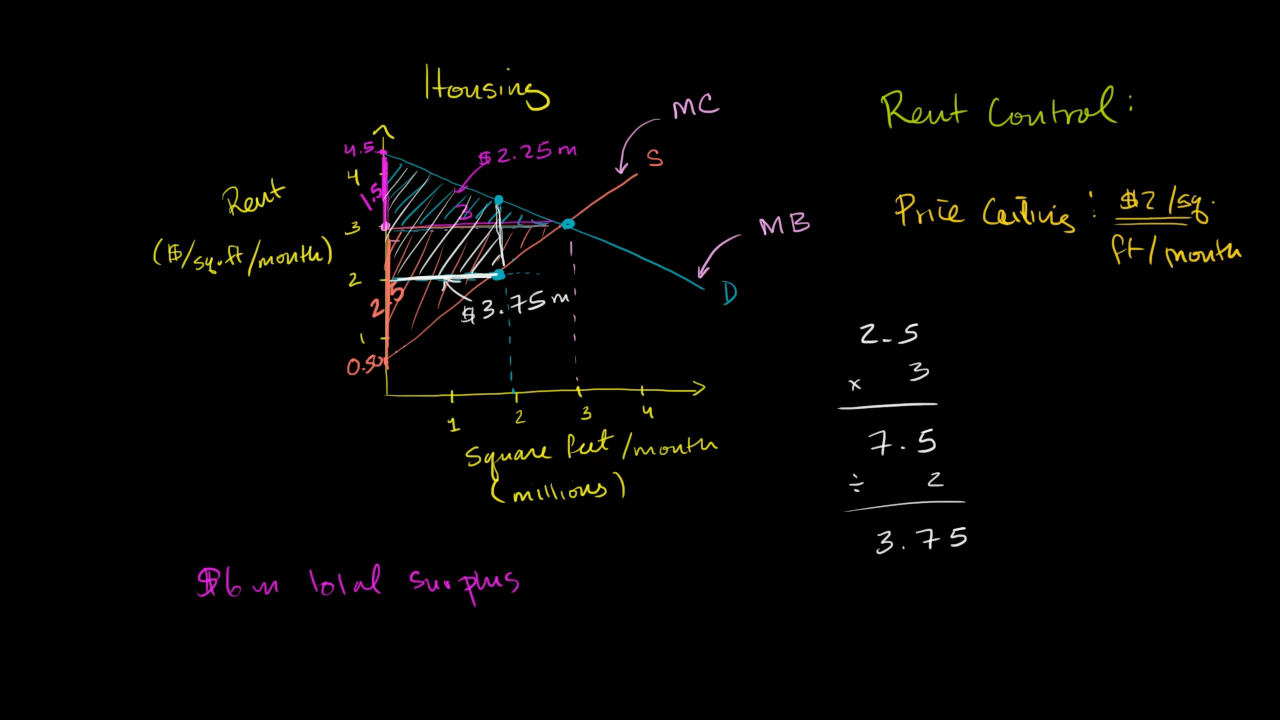 Housing
Rent
($/sq.ft/month)
4.5
4
3
2
1
0.50
1.5
2.5
3
$2.25m
$3.75m
MC
S
MB
D
1 2 3 4
Square feet/month
(millions)
$6m total surplus
Rent Control:
Price Ceiling: $2/sq.
ft/month
2.5
x 3
7.5
÷ 2
3.75